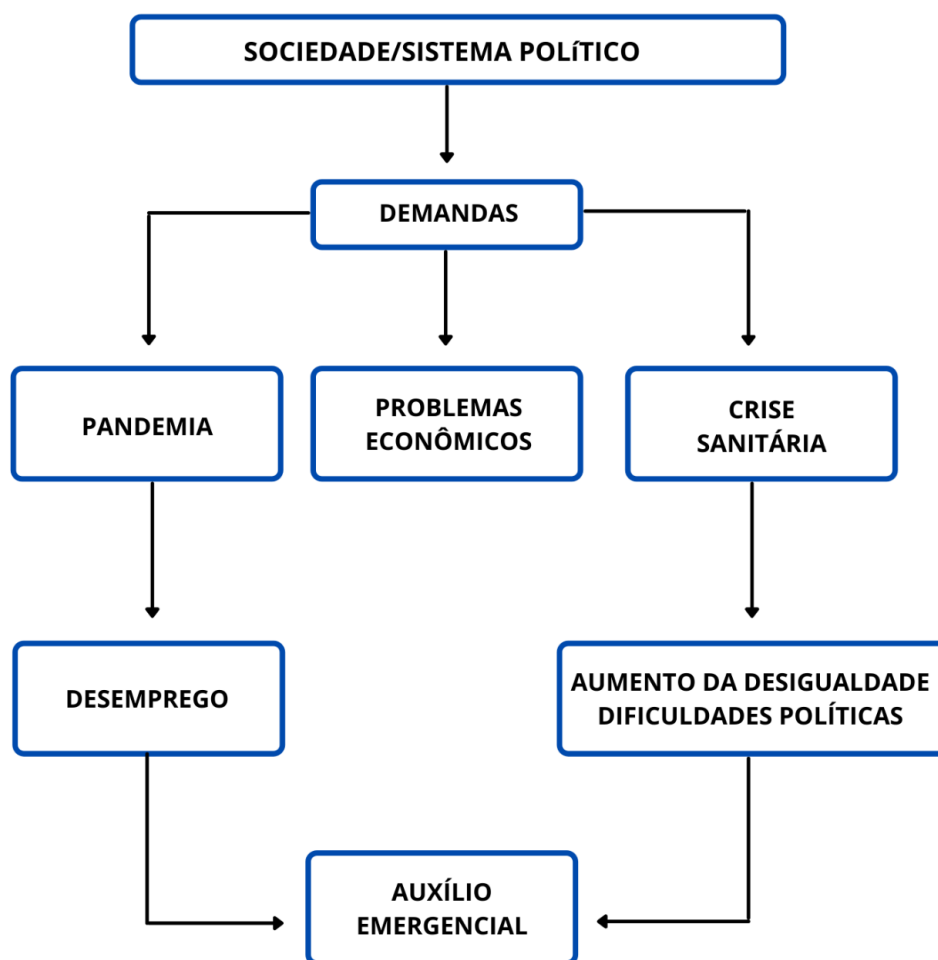 SOCIEDADE/SISTEMA POLíTICO
DEMANDAS
PANDEMIA
PROBLEMAS
ECONÔMICOS
CRISE
SANITÁRIA
DESEMPREGO
AUMENTO DA DESIGUALDADE
DIFICULDADES POLÍTICAS
AUXÍLIO
EMERGENCIAL